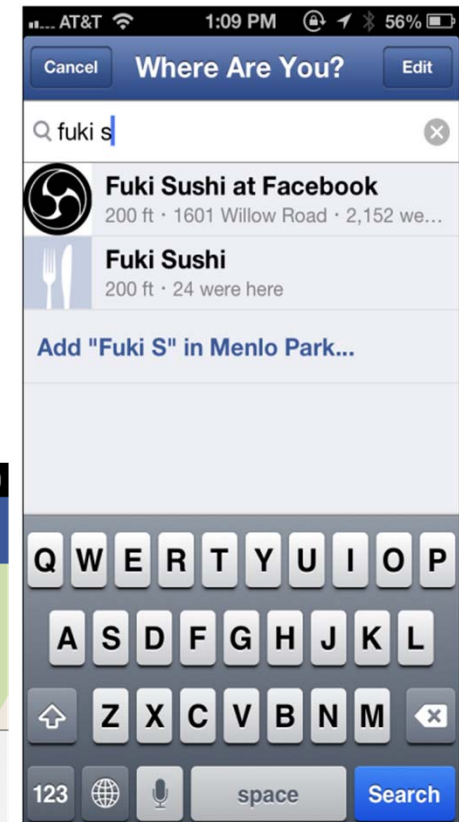 AT&T 1:09 PM 56%
Cancel Where Are You? Edit
fuki s
Fuki Sushi at Facebook
200 ft · 1601 Willow Road · 2,152 we...
Fuki Sushi
200 ft · 24 were here
Add "Fuki S" in Menlo Park...
Q W E R T Y U I O P
A S D F G H J K L
Z X C V B N M
123 space Search